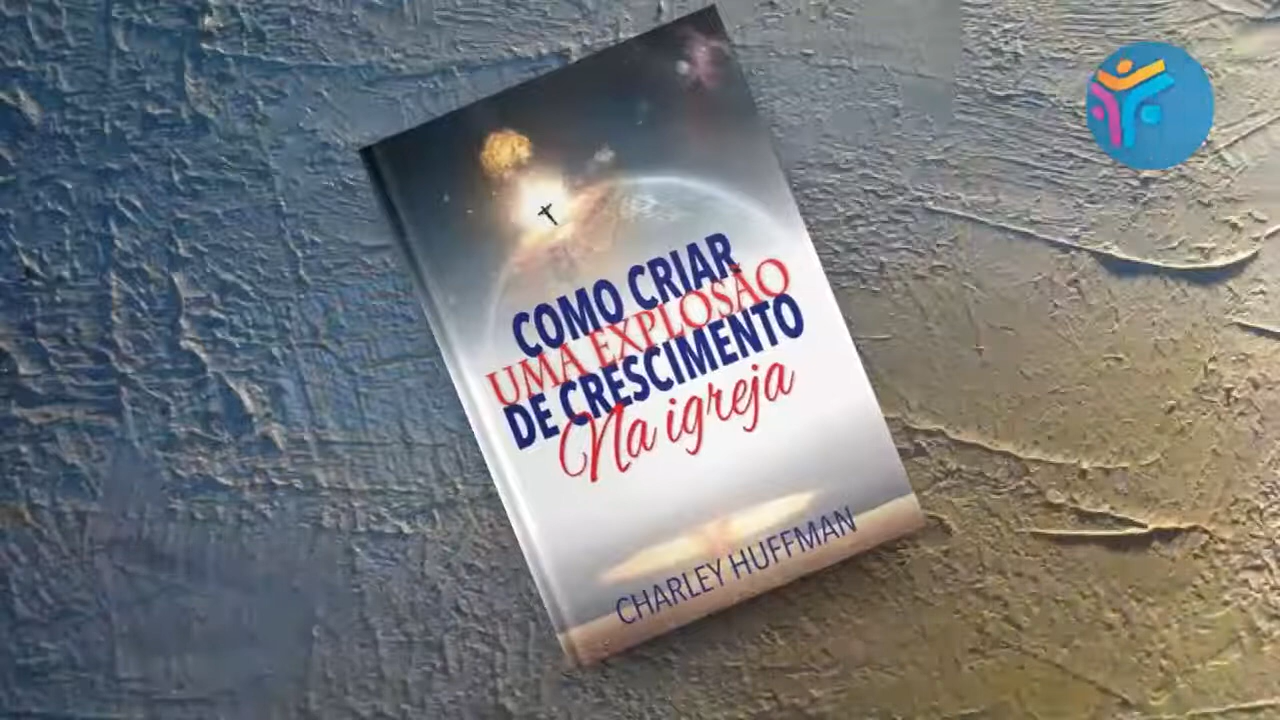 COMO CRIAR
UMA EXPLOSÃO
DE CRESCIMENTO
Na igreja
CHARLEY HUFFMAN